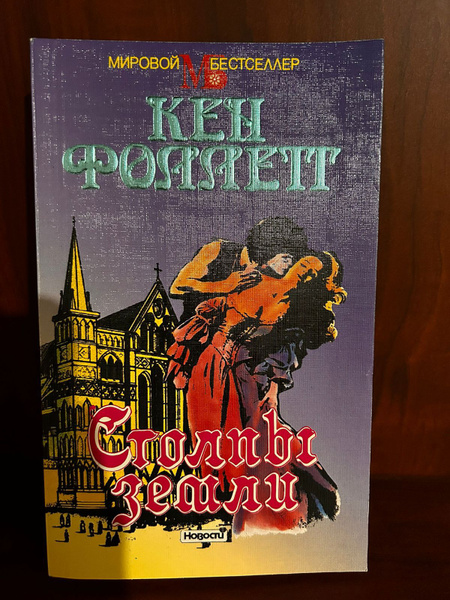 МИРОВОЙ МБ БЕСТСЕЛЛЕР
КЕН
ФОЛЛЕТТ
Столпы
земли
Новости